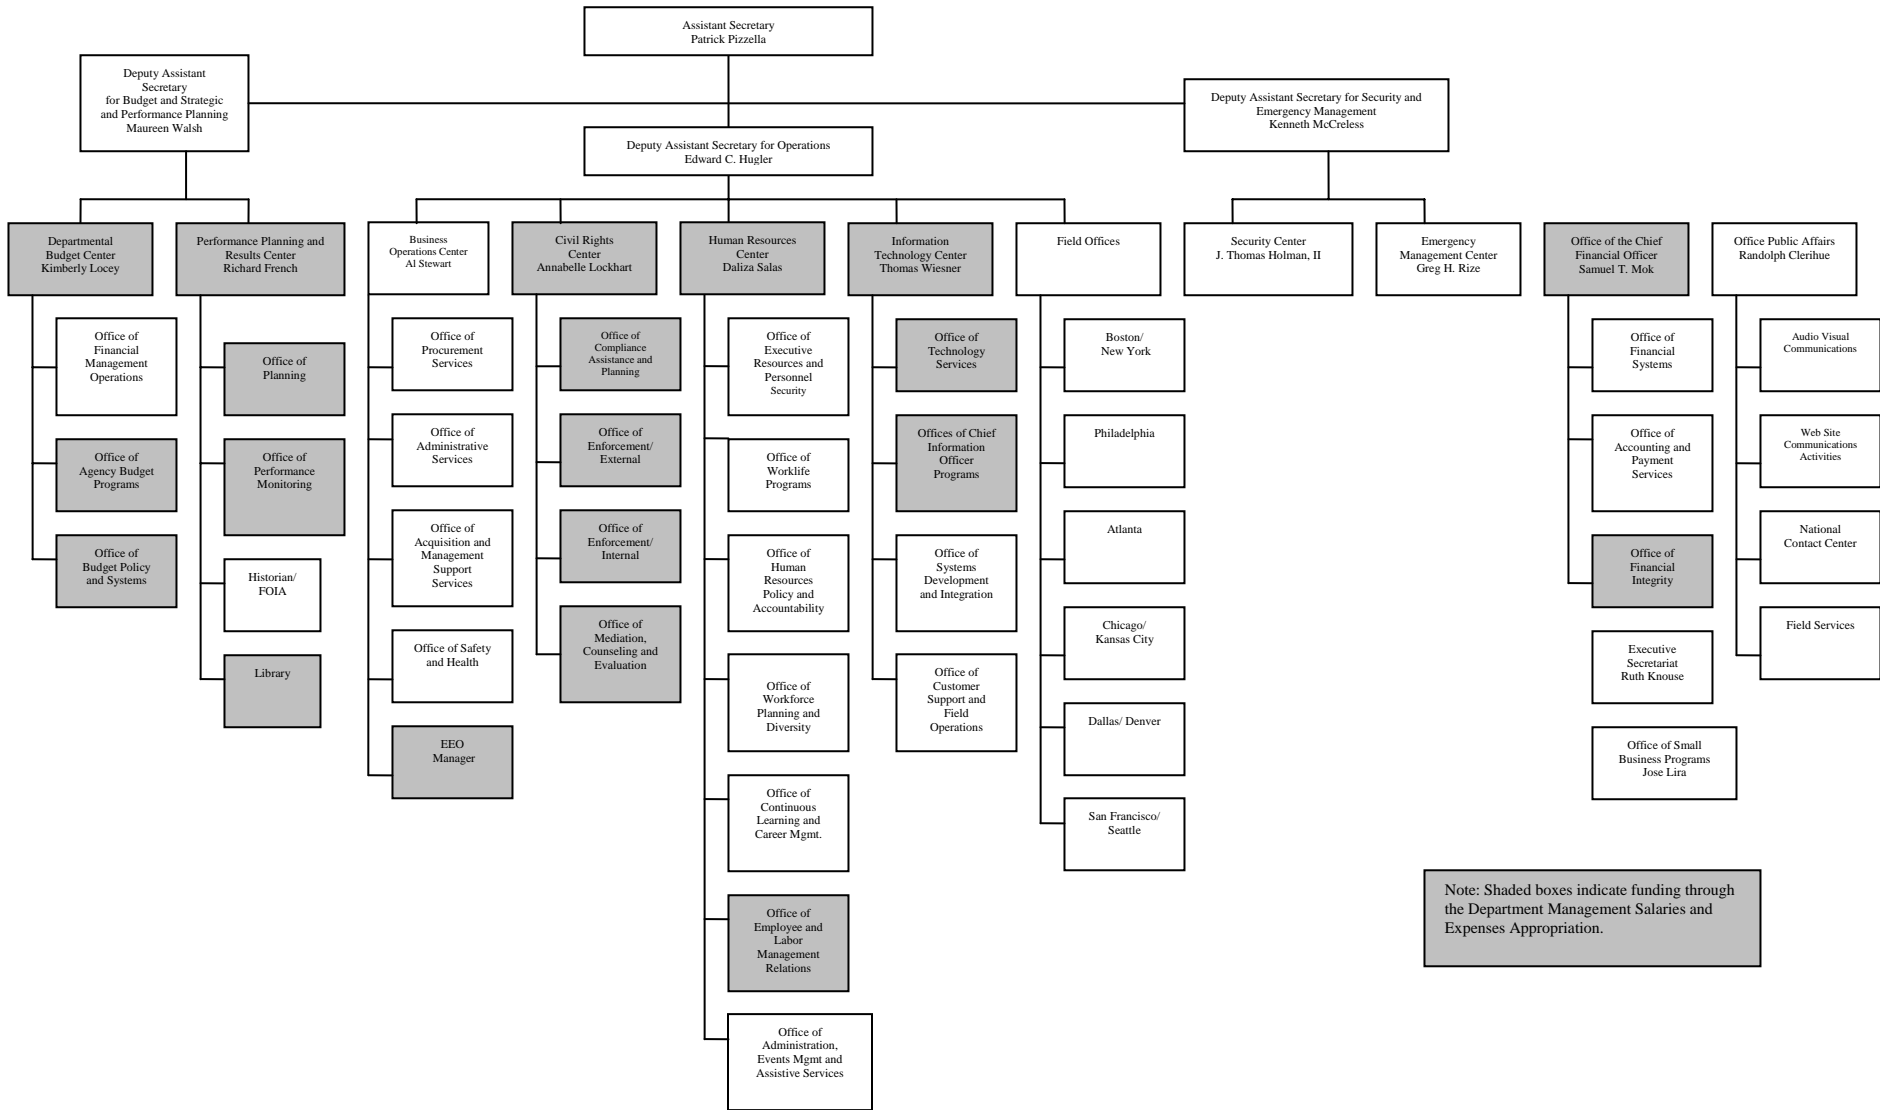 Assistant Secretary
Patrick Pizzella
Deputy Assistant
Secretary
for Budget and Strategic
and Performance Planning
Maureen Walsh
Deputy Assistant Secretary for Security and
Emergency Management
Kenneth McCreless
Deputy Assistant Secretary for Operations
Edward C. Hugler
Departmental
Budget Center
Kimberly Locey
Performance Planning and
Results Center
Richard French
Business
Operations Center
Al Stewart
Civil Rights
Center
Annabelle Lockhart
Human Resources
Center
Daliza Salas
Information
Technology Center
Thomas Wiesner
Field Offices
Security Center
J. Thomas Holman, II
Emergency
Management Center
Greg H. Rize
Office of the Chief
Financial Officer
Samuel T. Mok
Office Public Affairs
Randolph Clerihue
Office of
Financial
Management
Operations
Office of
Agency Budget
Programs
Office of
Budget Policy
and Systems
Office of
Planning
Office of
Performance
Monitoring
Historian/
FOIA
Library
Office of
Procurement
Services
Office of
Administrative
Services
Office of
Acquisition and
Management
Support
Services
Office of Safety
and Health
EEO
Manager
Office of
Compliance
Assistance and
Planning
Office of
Enforcement/
External
Office of
Enforcement/
Internal
Office of
Mediation,
Counseling and
Evaluation
Office of
Executive
Resources and
Personnel
Security
Office of
Worklife
Programs
Office of
Human
Resources
Policy and
Accountability
Office of
Workforce
Planning and
Diversity
Office of
Continuous
Learning and
Career Mgmt.
Office of
Employee and
Labor
Management
Relations
Office of
Administration,
Events Mgmt and
Assistive Services
Office of
Technology
Services
Offices of Chief
Information
Officer
Programs
Office of
Systems
Development
and Integration
Office of
Customer
Support and
Field
Operations
Boston/
New York
Philadelphia
Atlanta
Chicago/
Kansas City
Dallas/ Denver
San Francisco/
Seattle
Office of
Financial
Systems
Office of
Accounting and
Payment
Services
Office of
Financial
Integrity
Executive
Secretariat
Ruth Knouse
Office of Small
Business Programs
Jose Lira
Audio Visual
Communications
Web Site
Communications
Activities
National
Contact Center
Field Services
Note: Shaded boxes indicate funding through
the Department Management Salaries and
Expenses Appropriation.